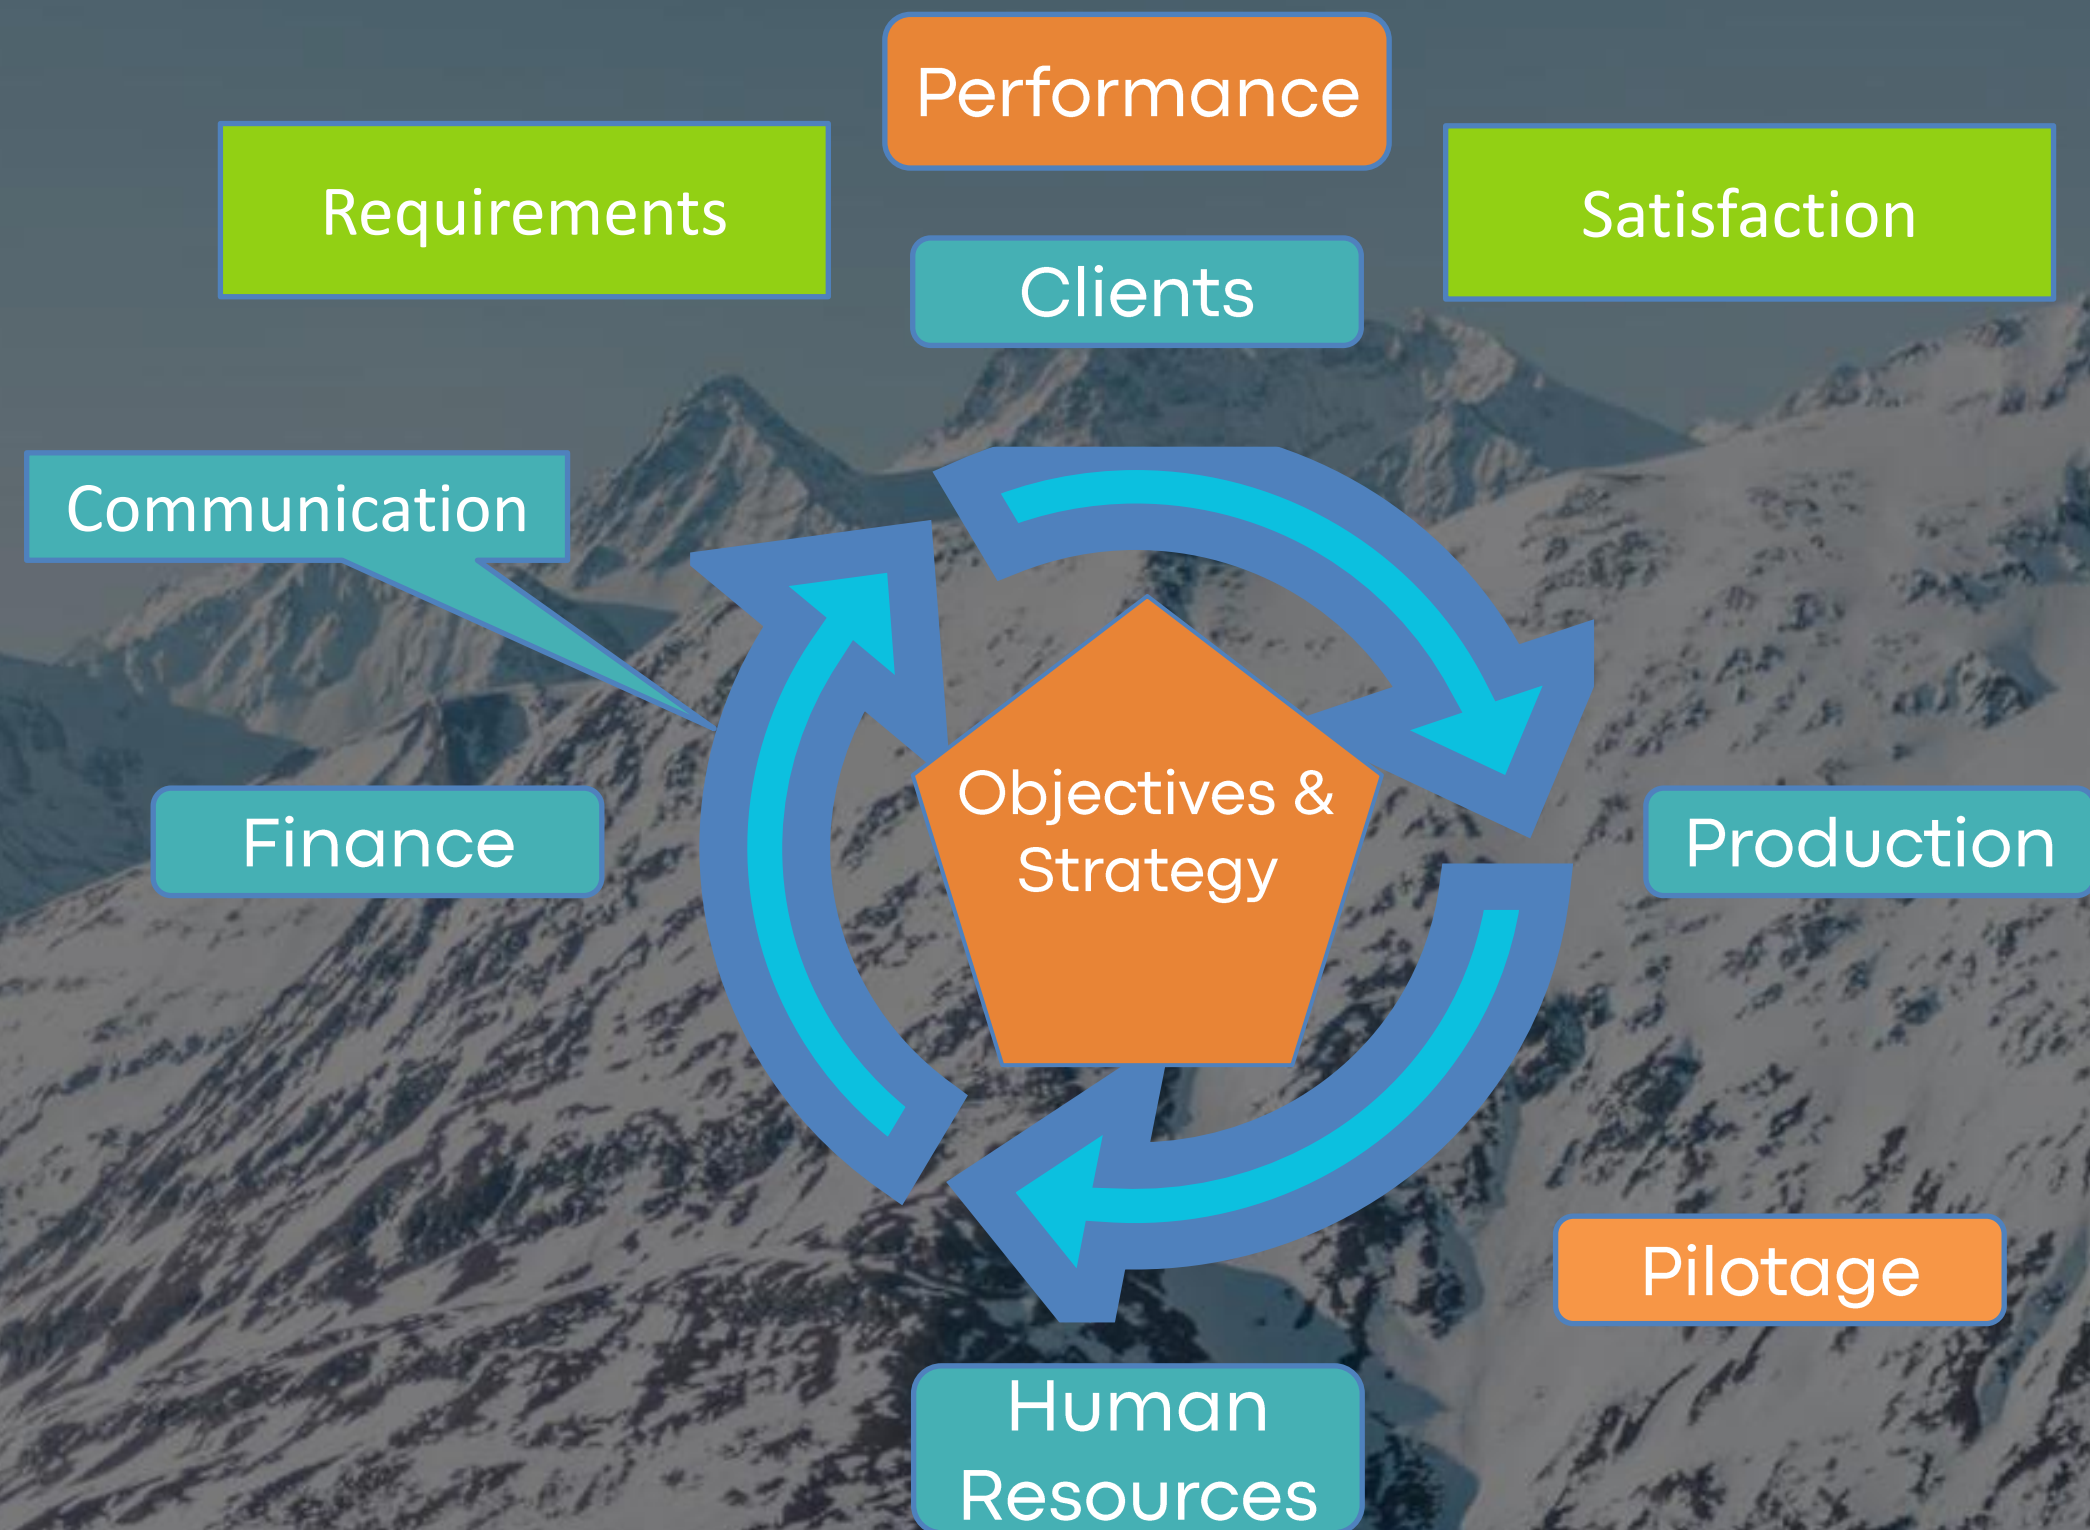 Performance
Requirements
Satisfaction
Clients
Communication
Objectives &
Strategy
Finance
Production
Pilotage
Human
Resources